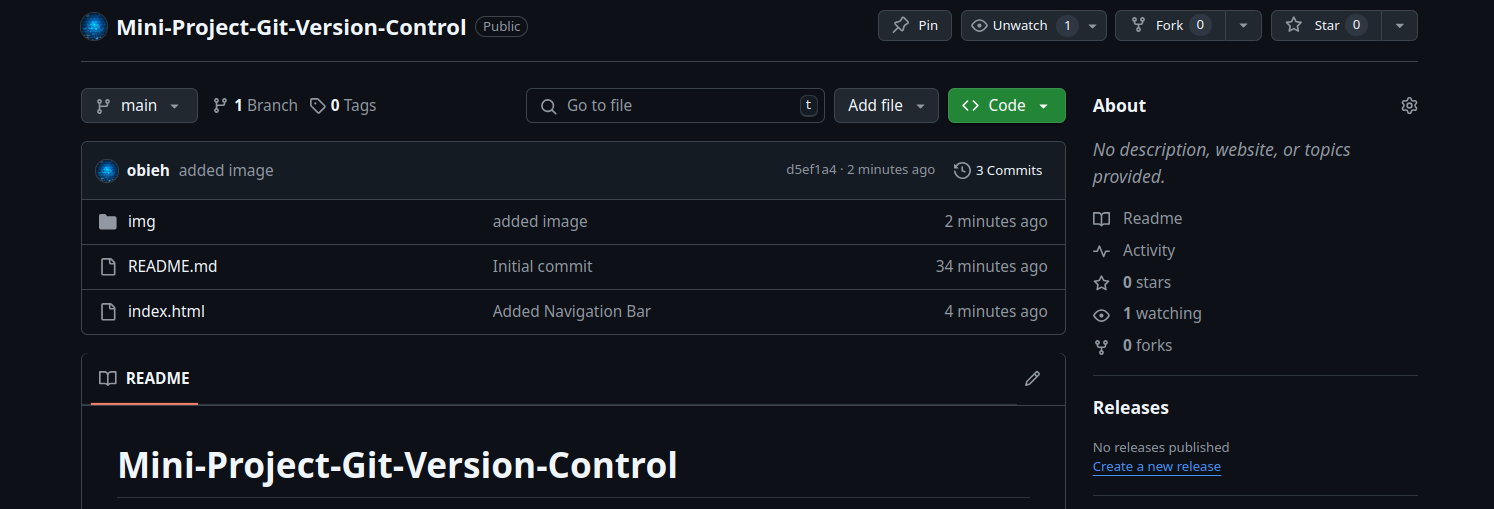 Mini-Project-Git-Version-Control Public Pin Unwatch 1 Fork 0 Star 0
main 1 Branch 0 Tags Go to file t Add file Code
obieh added image d5ef1a4 · 2 minutes ago 3 Commits
img added image 2 minutes ago
README.md Initial commit 34 minutes ago
index.html Added Navigation Bar 4 minutes ago
README
Mini-Project-Git-Version-Control
About
No description, website, or topics
provided.
Readme
Activity
0 stars
1 watching
0 forks
Releases
No releases published
Create a new release